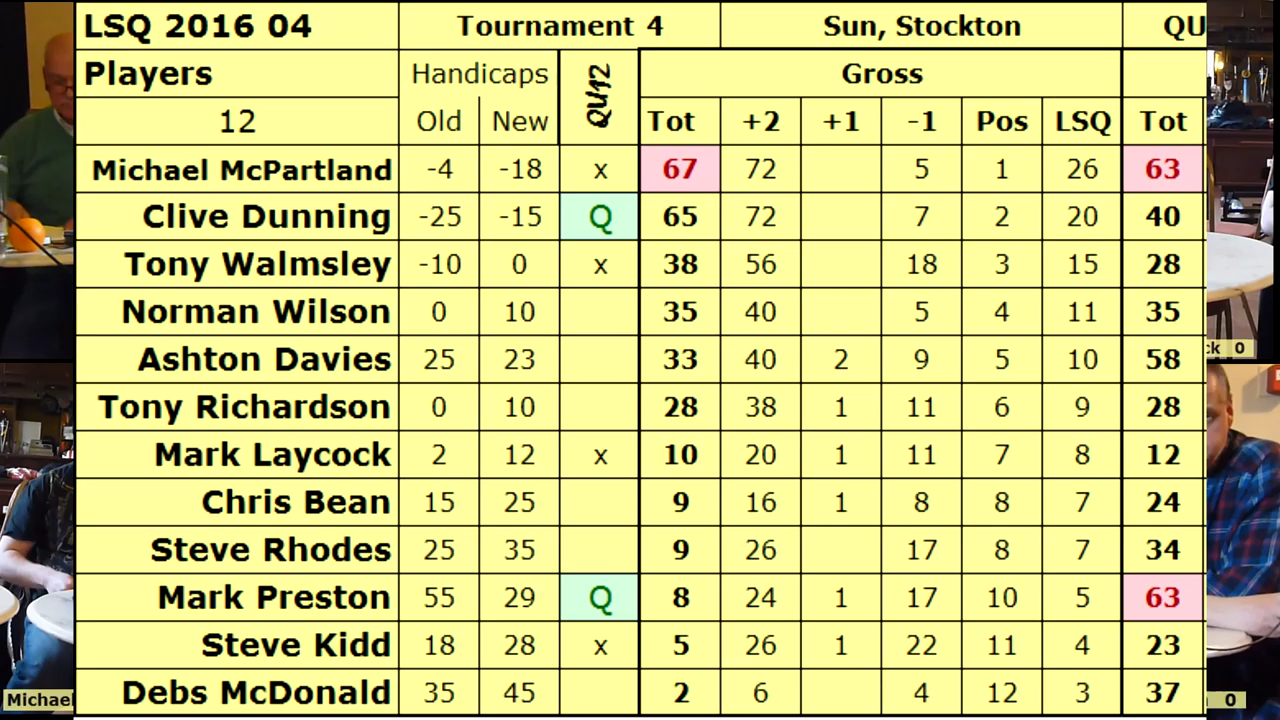 LSQ 2016 04 Tournament 4 Sun, Stockton QU
Players Handicaps QU12 Gross
12 Old New Tot +2 +1 -1 Pos LSQ Tot
Michael McPartland -4 -18 x 67 72 5 1 26 63
Clive Dunning -25 -15 Q 65 72 7 2 20 40
Tony Walmsley -10 0 x 38 56 18 3 15 28
Norman Wilson 0 10 35 40 5 4 11 35
Ashton Davies 25 23 33 40 2 9 5 10 58
Tony Richardson 0 10 28 38 1 11 6 9 28
Mark Laycock 2 12 x 10 20 1 11 7 8 12
Chris Bean 15 25 9 16 1 8 8 7 24
Steve Rhodes 25 35 9 26 17 8 7 34
Mark Preston 55 29 Q 8 24 1 17 10 5 63
Steve Kidd 18 28 x 5 26 1 22 11 4 23
Debs McDonald 35 45 2 6 4 12 3 37
ck 0
Michael
0